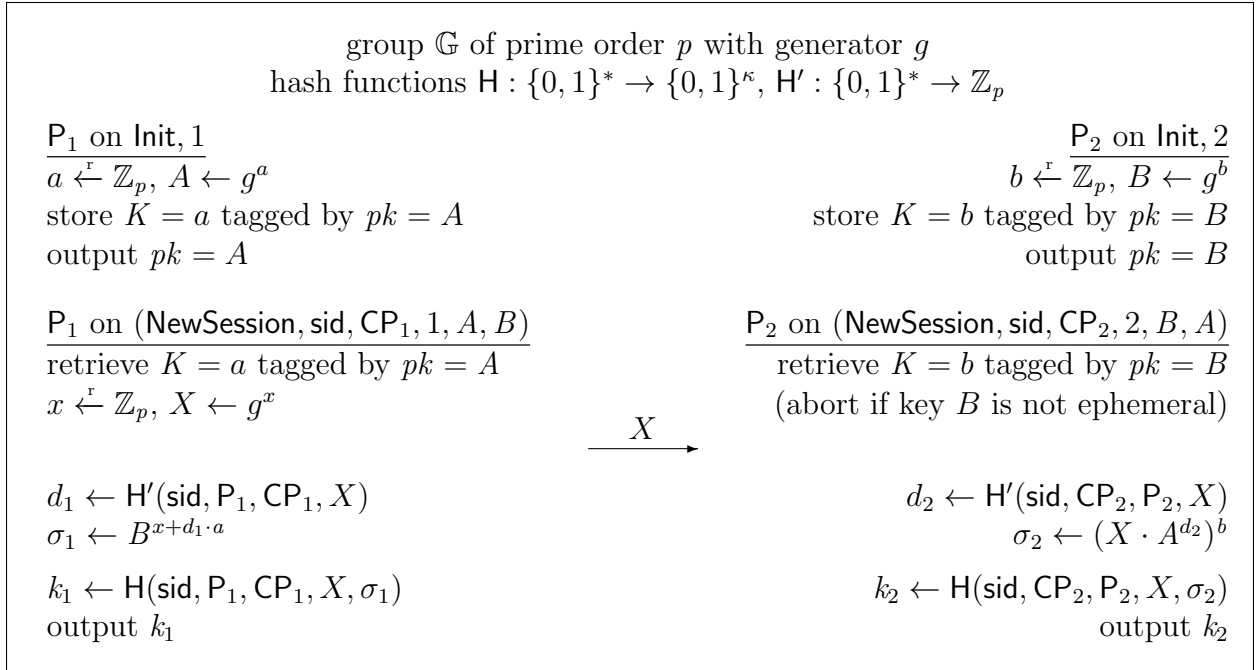 group 𝔾 of prime order p with generator g
hash functions H : {0, 1}* → {0, 1}^κ, H′ : {0, 1}* → ℤ_p
P₁ on Init, 1
a ←ʳ ℤ_p, A ← g^a
store K = a tagged by pk = A
output pk = A
P₂ on Init, 2
b ←ʳ ℤ_p, B ← g^b
store K = b tagged by pk = B
output pk = B
P₁ on (NewSession, sid, CP₁, 1, A, B)
retrieve K = a tagged by pk = A
x ←ʳ ℤ_p, X ← g^x
P₂ on (NewSession, sid, CP₂, 2, B, A)
retrieve K = b tagged by pk = B
(abort if key B is not ephemeral)
X
d₁ ← H′(sid, P₁, CP₁, X)
σ₁ ← B^{x+d₁·a}
k₁ ← H(sid, P₁, CP₁, X, σ₁)
output k₁
d₂ ← H′(sid, CP₂, P₂, X)
σ₂ ← (X · A^{d₂})^b
k₂ ← H(sid, CP₂, P₂, X, σ₂)
output k₂